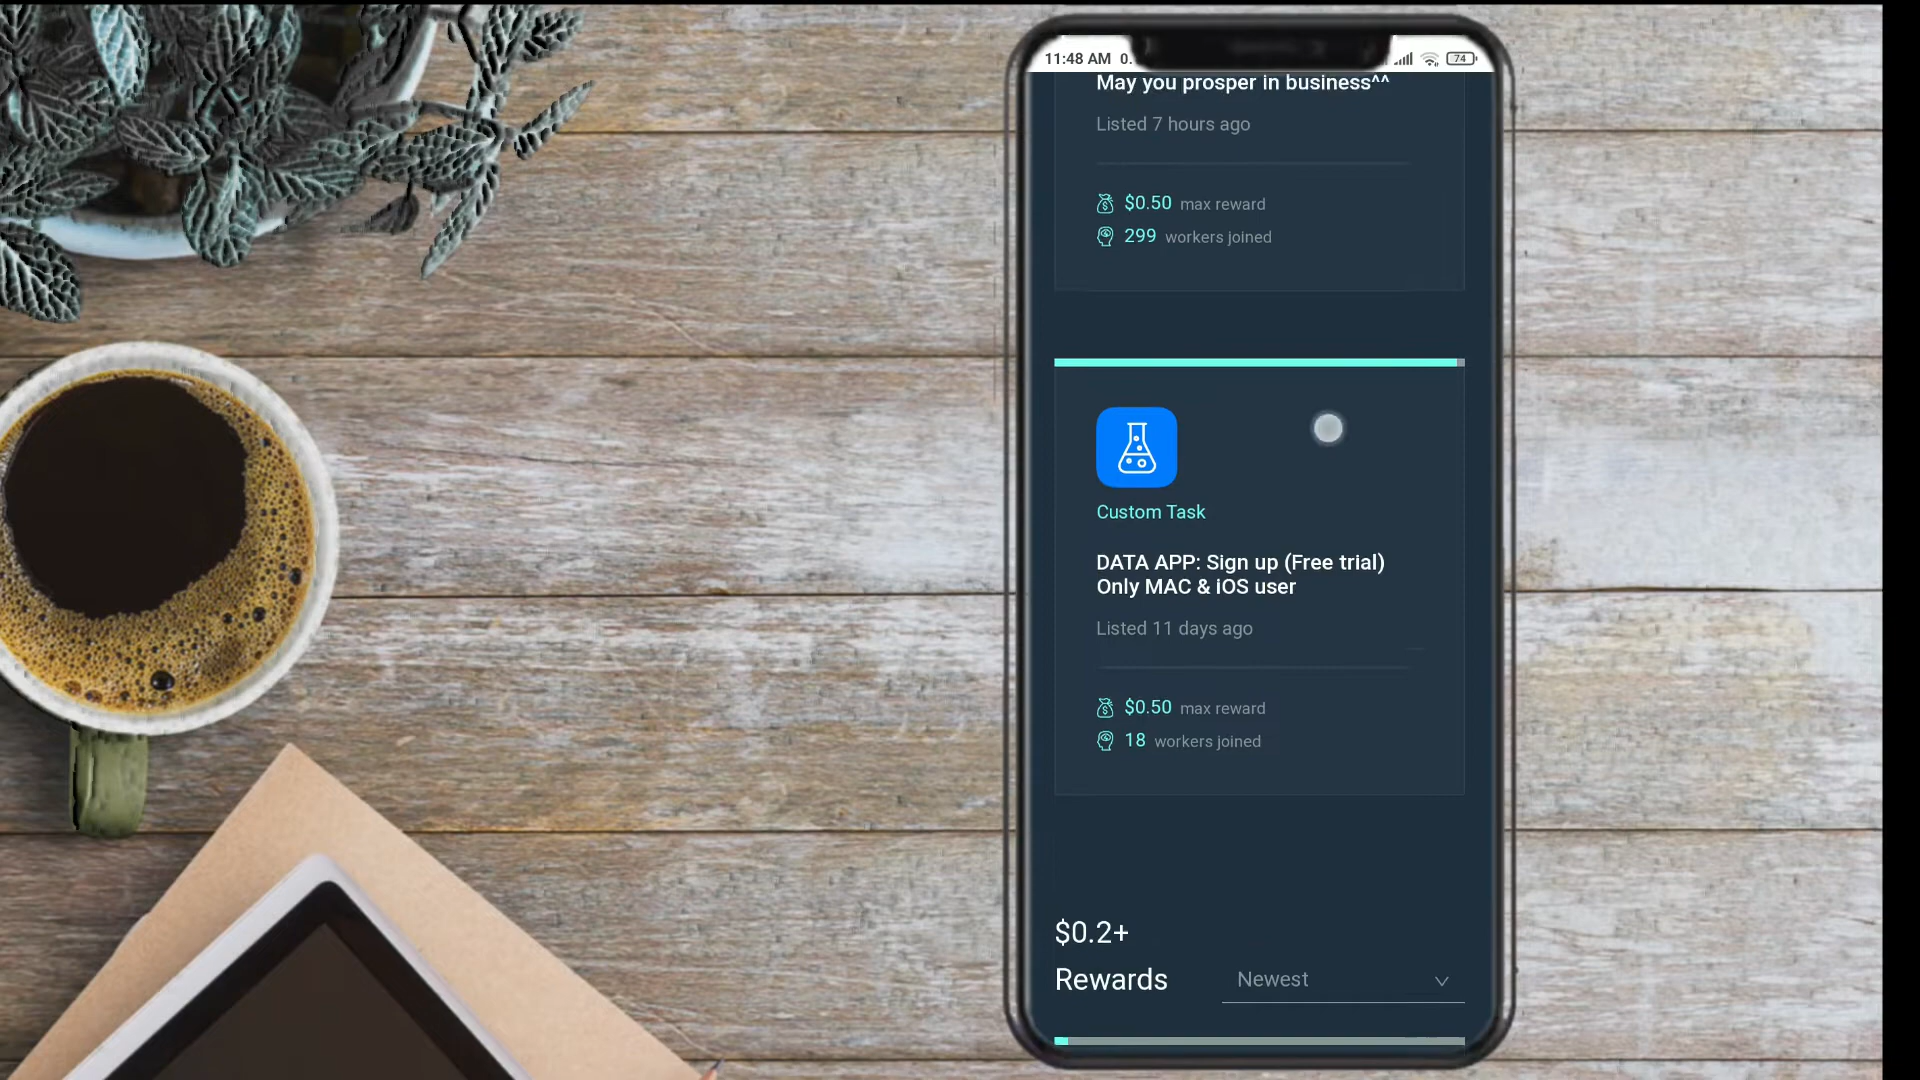 11:48 AM 0.
74
May you prosper in business^^
Listed 7 hours ago
$0.50 max reward
299 workers joined
Custom Task
DATA APP: Sign up (Free trial)
Only MAC & iOS user
Listed 11 days ago
$0.50 max reward
18 workers joined
$0.2+
Rewards
Newest